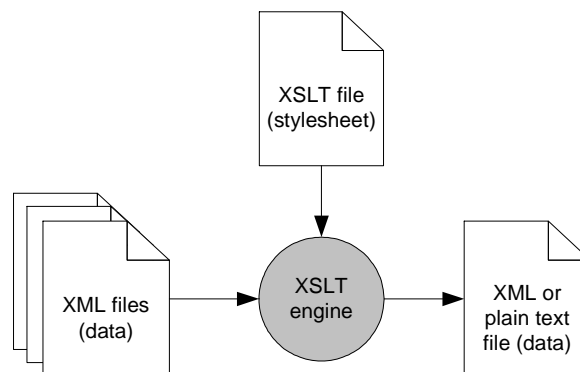 XSLT file
(stylesheet)
XML files
(data)
XSLT
engine
XML or
plain text
file (data)